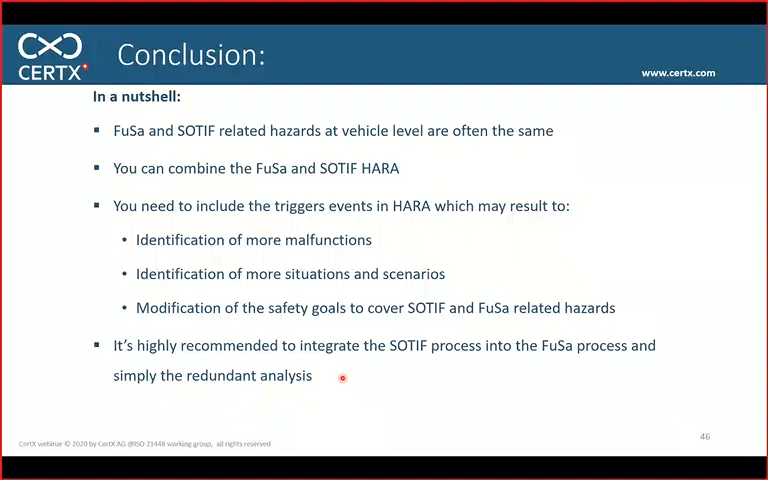 CERTX
Conclusion:
www.certx.com
In a nutshell:
▪ FuSa and SOTIF related hazards at vehicle level are often the same
▪ You can combine the FuSa and SOTIF HARA
▪ You need to include the triggers events in HARA which may result to:
• Identification of more malfunctions
• Identification of more situations and scenarios
• Modification of the safety goals to cover SOTIF and FuSa related hazards
▪ It’s highly recommended to integrate the SOTIF process into the FuSa process and
simply the redundant analysis
CertX webinar © 2020 by CertX AG @ISO 21448 working group, all rights reserved
46